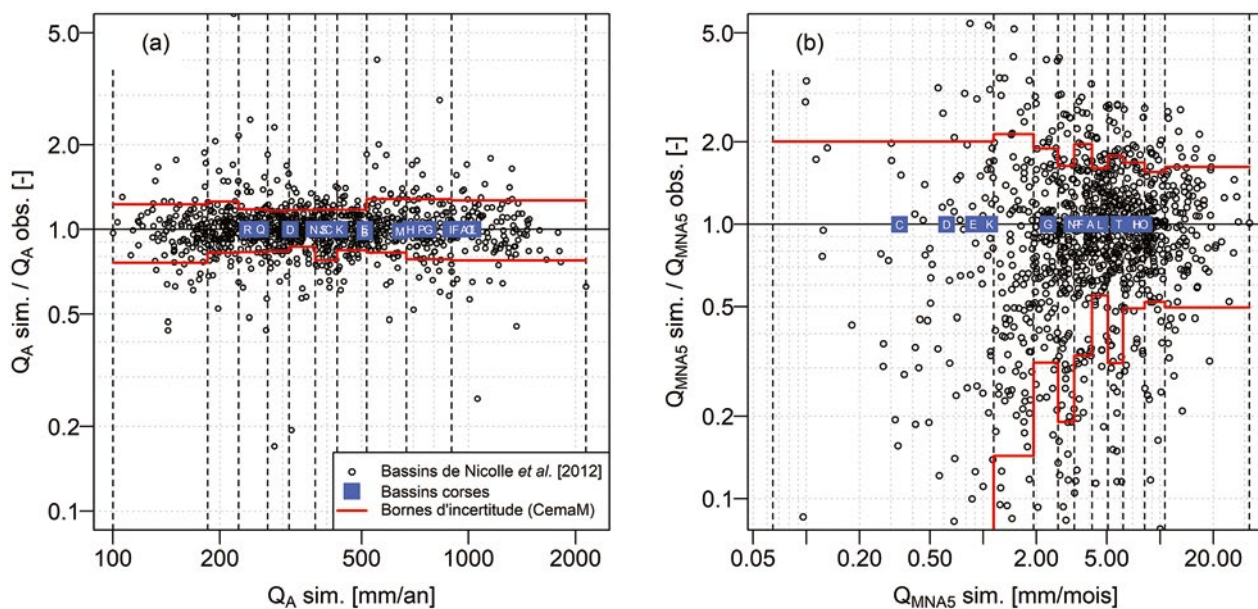 (a)
5.0
2.0
1.0
0.5
0.2
0.1
Q_A sim. / Q_A obs. [-]
R Q D N C K M H P G I F A
Bassins de Nicolle et al. [2012]
Bassins corses
Bornes d'incertitude (CemaM)
100 200 500 1000 2000
Q_A sim. [mm/an]
(b)
5.0
2.0
1.0
0.5
0.2
0.1
Q_MNA5 sim. / Q_MNA5 obs. [-]
C D E K G N F A L T H O
0.05 0.20 0.50 2.00 5.00 20.00
Q_MNA5 sim. [mm/mois]